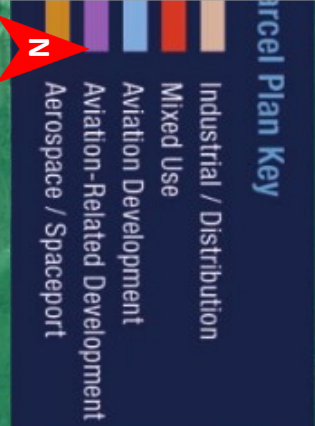 arcel Plan Key
Industrial / Distribution
Mixed Use
Aviation Development
Aviation-Related Development
Aerospace / Spaceport
N